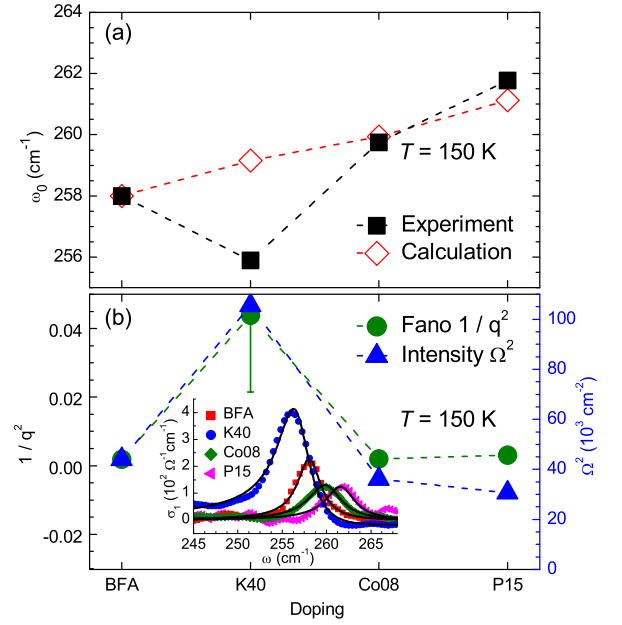 264
(a)
262
260
258
256
ω₀ (cm⁻¹)
T = 150 K
Experiment
Calculation
(b)
0.04
0.02
0.00
-0.02
1 / q²
Fano 1 / q²
Intensity Ω²
T = 150 K
100
80
60
40
20
0
Ω² (10³ cm⁻²)
4
3
2
1
0
σ₁ (10² Ω⁻¹cm⁻¹)
BFA
K40
Co08
P15
245 250 255 260 265
ω (cm⁻¹)
BFA K40 Co08 P15
Doping